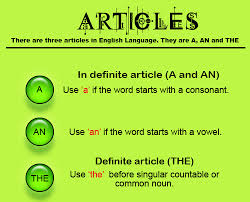 ARTICLES
There are three articles in English Language. They are A, AN and THE
In definite article (A and AN)
A
Use 'a' if the word starts with a consonant.
AN
Use 'an' if the word starts with a vowel.
Definite article (THE)
THE
Use 'the' before singular countable or
common noun.